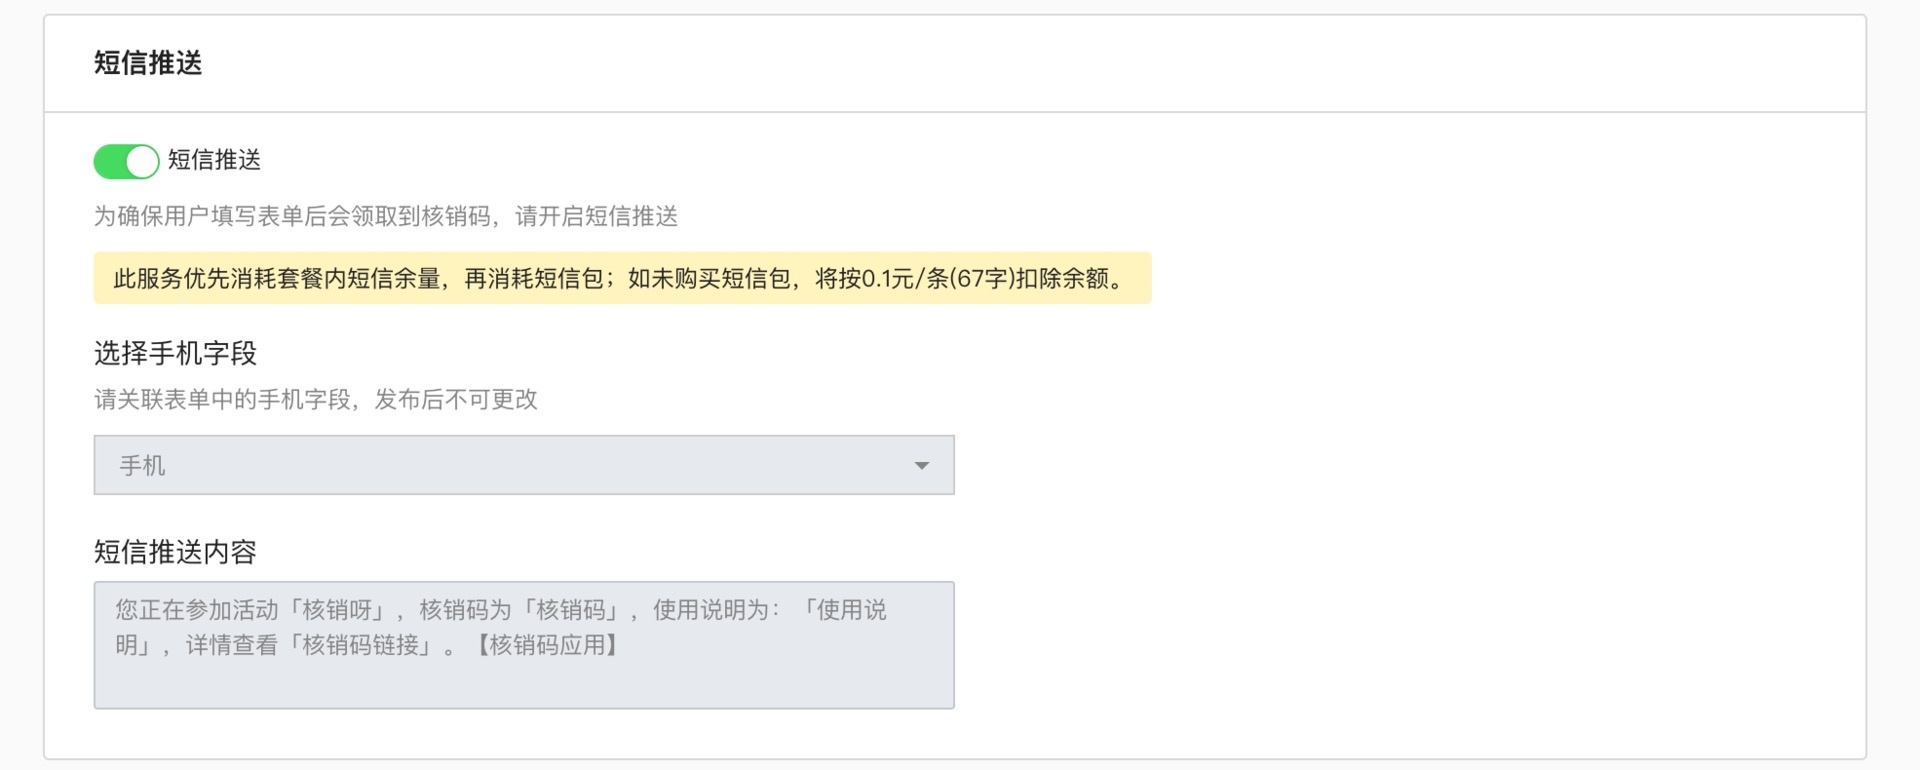 短信推送
短信推送
为确保用户填写表单后会领取到核销码，请开启短信推送
此服务优先消耗套餐内短信余量，再消耗短信包；如未购买短信包，将按0.1元/条(67字)扣除余额。
选择手机字段
请关联表单中的手机字段，发布后不可更改
手机
短信推送内容
您正在参加活动「核销呀」，核销码为「核销码」，使用说明为：「使用说
明」，详情查看「核销码链接」。【核销码应用】